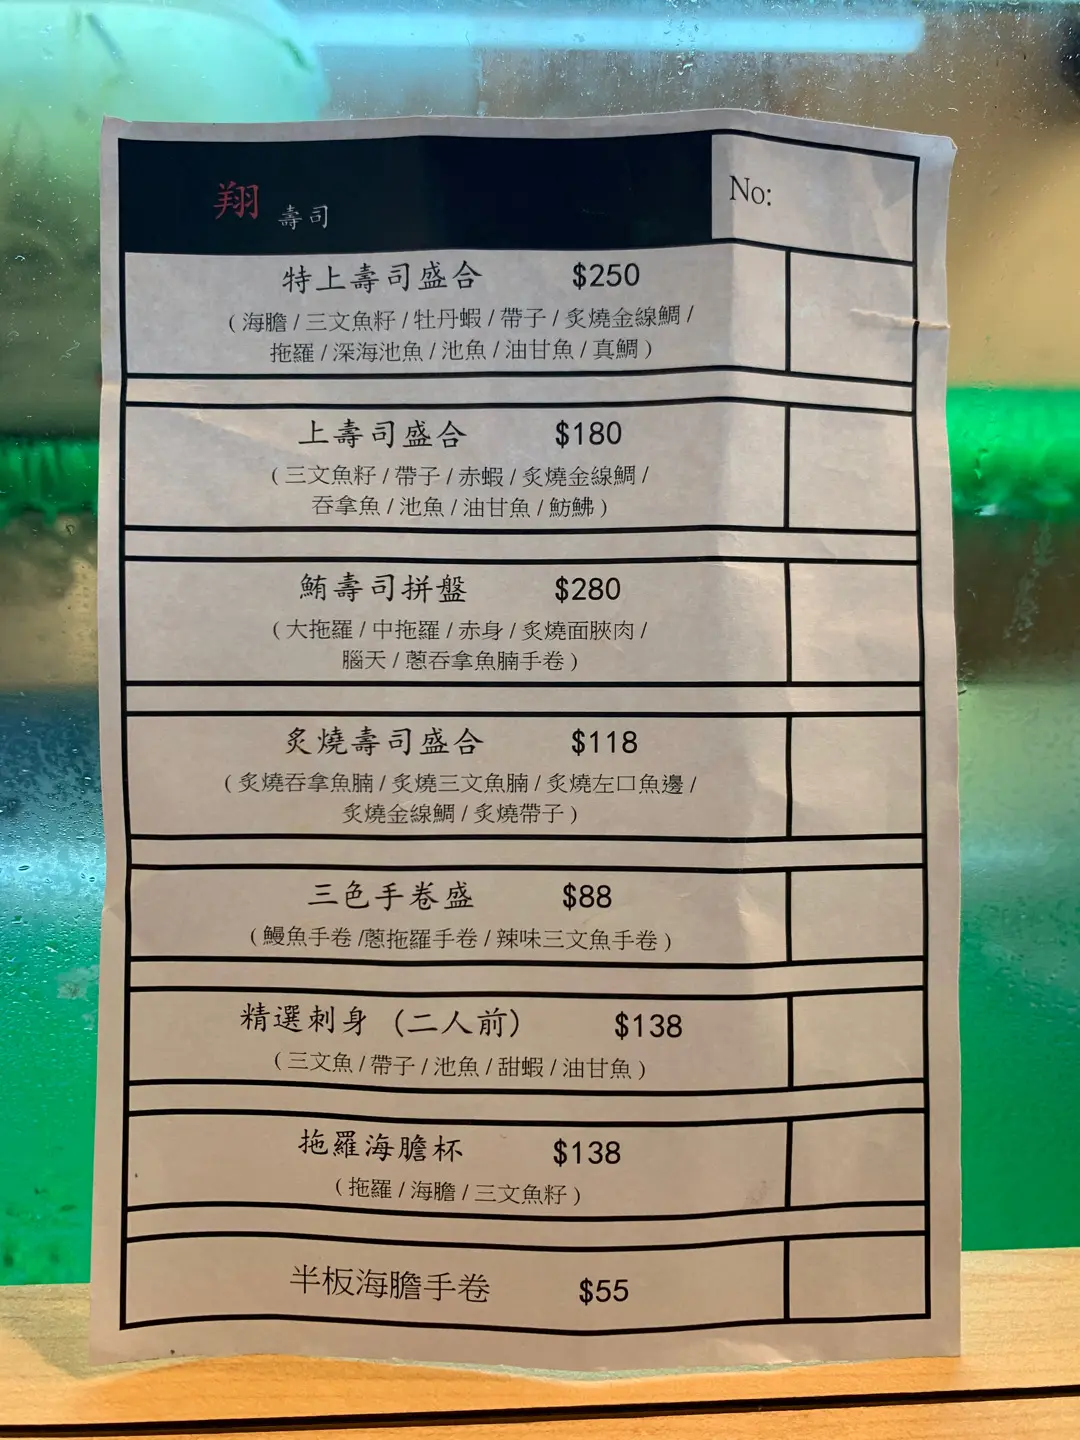 翔 壽司
No:
特上壽司盛合 $250
( 海膽 / 三文魚籽 / 牡丹蝦 / 帶子 / 炙燒金線鯛 /
拖羅 / 深海池魚 / 池魚 / 油甘魚 / 真鯛 )
上壽司盛合 $180
( 三文魚籽 / 帶子 / 赤蝦 / 炙燒金線鯛 /
吞拿魚 / 池魚 / 油甘魚 / 魴鮄 )
鮪壽司拼盤 $280
( 大拖羅 / 中拖羅 / 赤身 / 炙燒面脥肉 /
腦天 / 蔥吞拿魚腩手卷 )
炙燒壽司盛合 $118
( 炙燒吞拿魚腩 / 炙燒三文魚腩 / 炙燒左口魚邊 /
炙燒金線鯛 / 炙燒帶子 )
三色手卷盛 $88
( 鰻魚手卷 /蔥拖羅手卷 / 辣味三文魚手卷 )
精選刺身 (二人前) $138
( 三文魚 / 帶子 / 池魚 / 甜蝦 / 油甘魚 )
拖羅海膽杯 $138
( 拖羅 / 海膽 / 三文魚籽 )
半板海膽手卷 $55